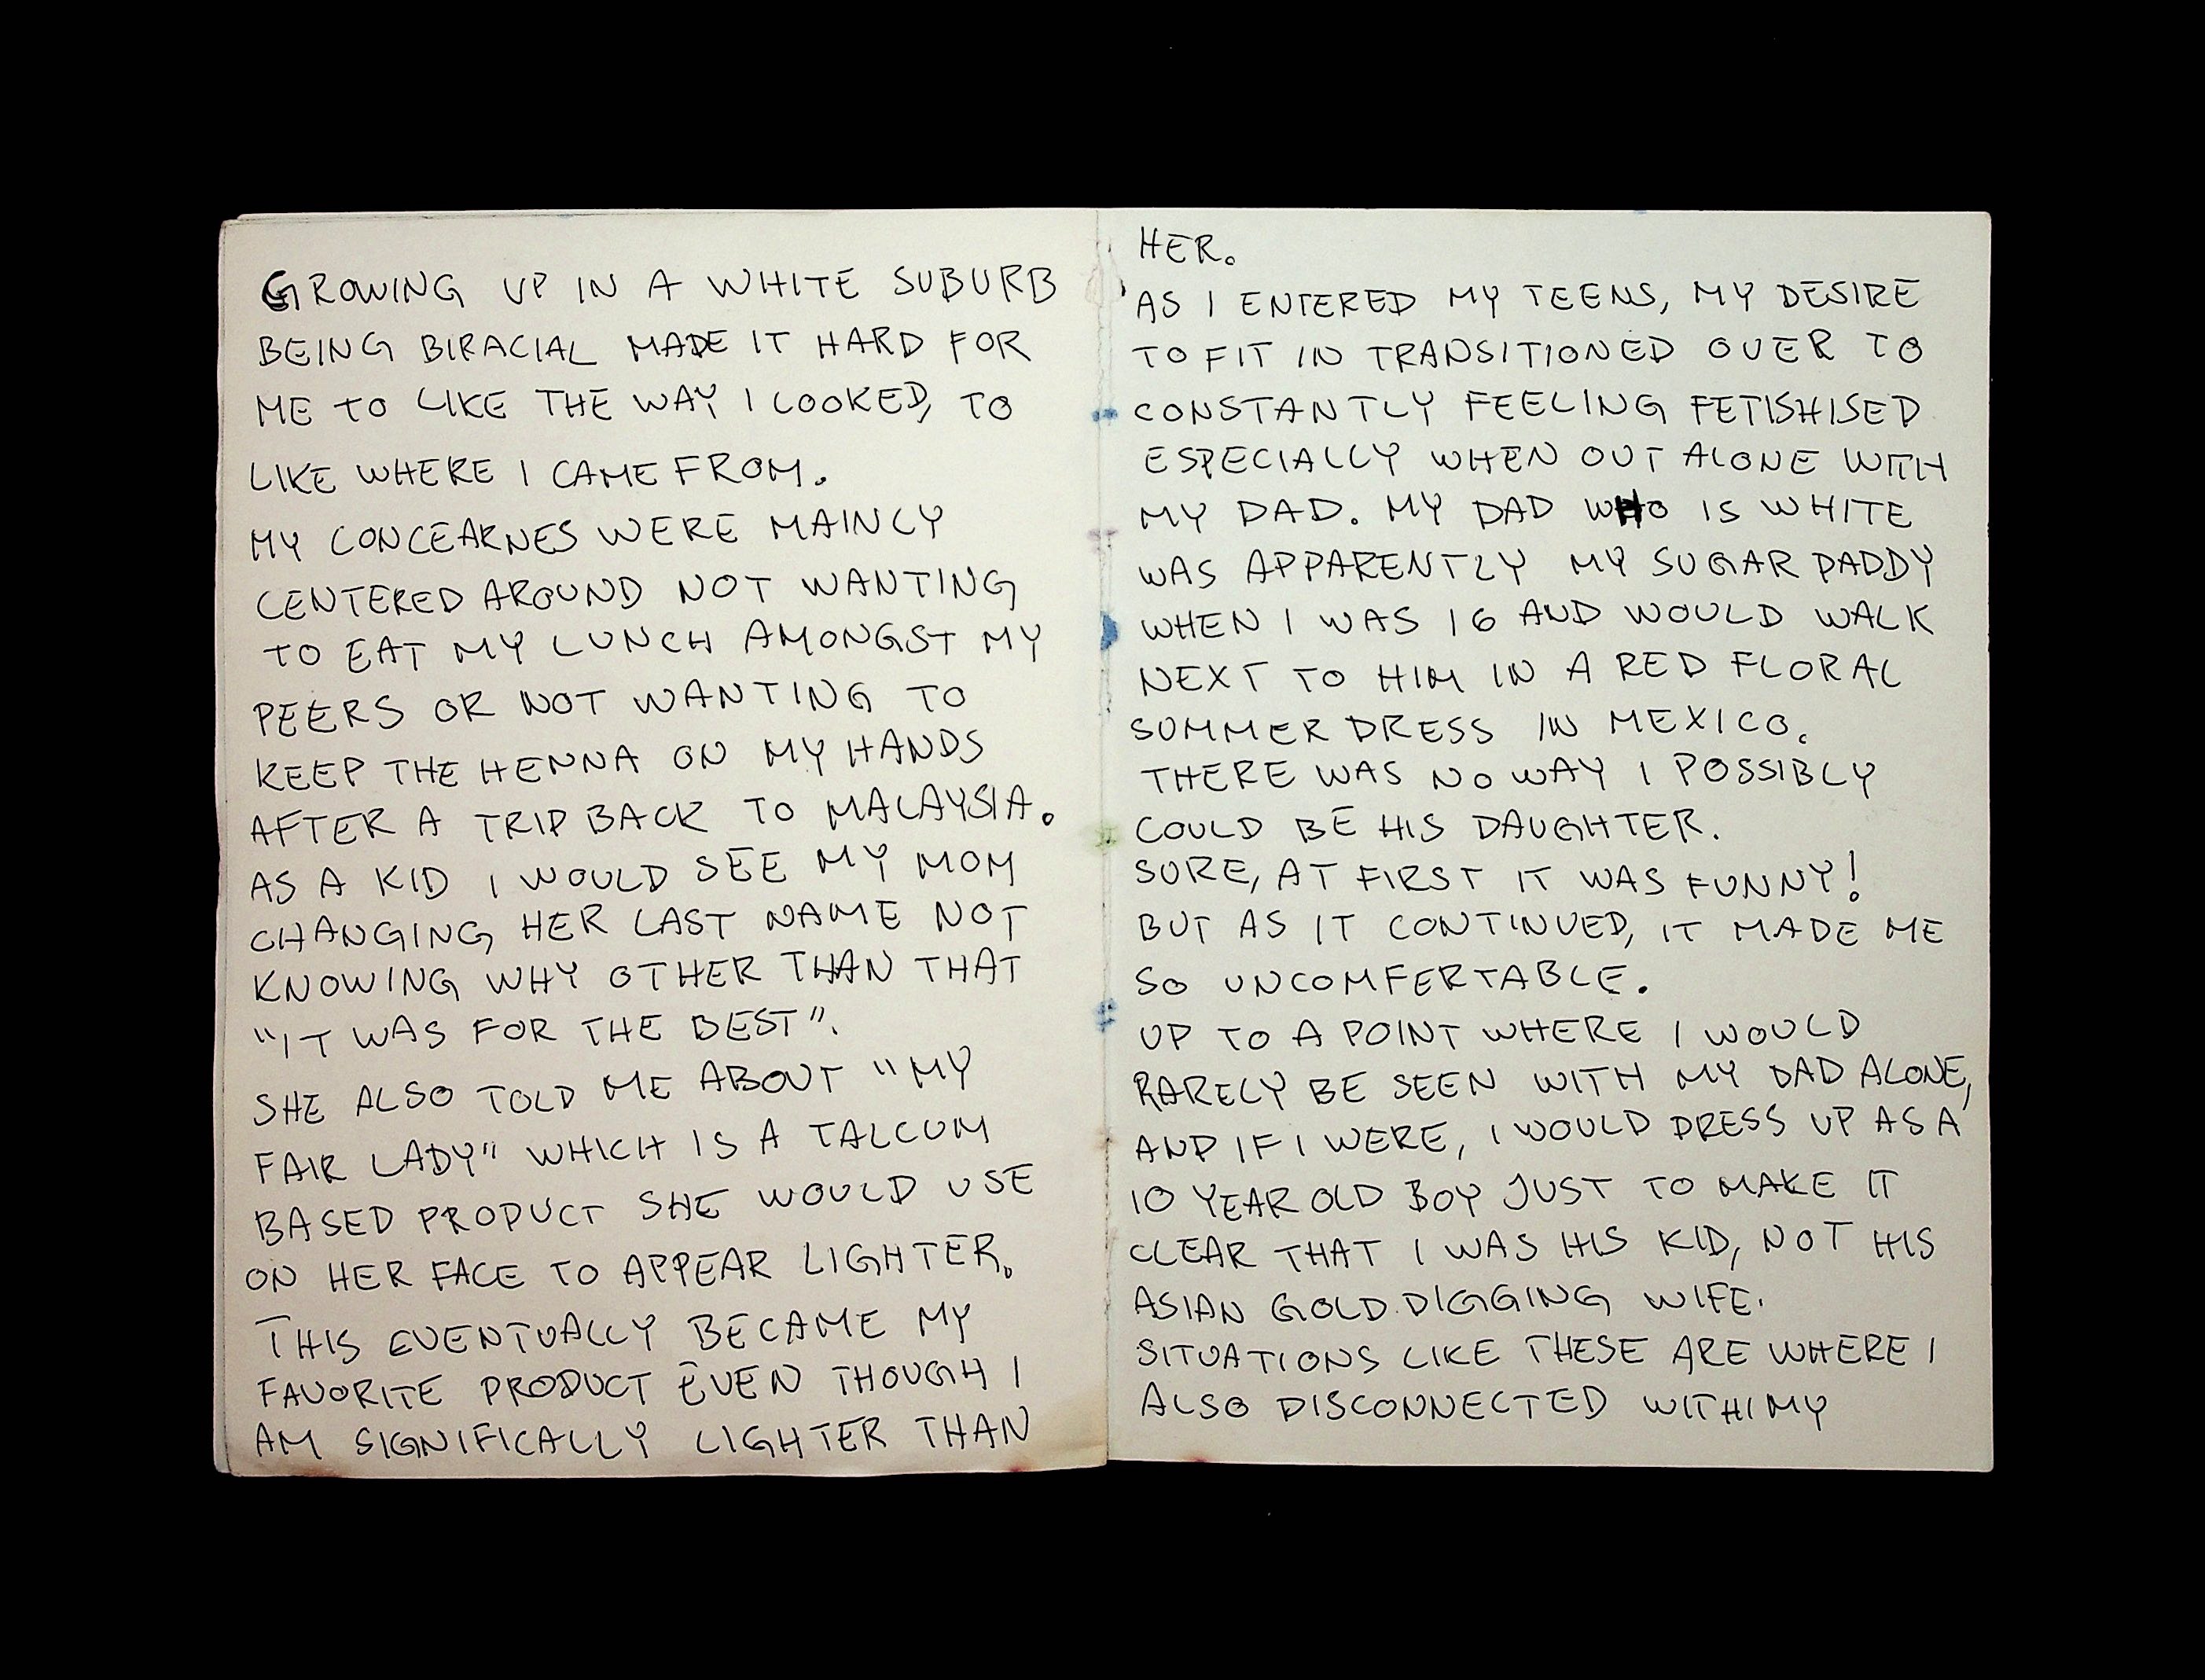 GROWING UP IN A WHITE SUBURB
BEING BIRACIAL MADE IT HARD FOR
ME TO LIKE THE WAY I LOOKED, TO
LIKE WHERE I CAME FROM.
MY CONCEARNES WERE MAINLY
CENTERED AROUND NOT WANTING
TO EAT MY LUNCH AMONGST MY
PEERS OR NOT WANTING TO
KEEP THE HENNA ON MY HANDS
AFTER A TRIP BACK TO MALAYSIA.
AS A KID I WOULD SEE MY MOM
CHANGING HER LAST NAME NOT
KNOWING WHY OTHER THAN THAT
"IT WAS FOR THE BEST".
SHE ALSO TOLD ME ABOUT "MY
FAIR LADY" WHICH IS A TALCUM
BASED PRODUCT SHE WOULD USE
ON HER FACE TO APPEAR LIGHTER.
THIS EVENTUALLY BECAME MY
FAVORITE PRODUCT EVEN THOUGH I
AM SIGNIFICALLY LIGHTER THAN
HER.
AS I ENTERED MY TEENS, MY DESIRE
TO FIT IN TRANSITIONED OVER TO
CONSTANTLY FEELING FETISHISED
ESPECIALLY WHEN OUT ALONE WITH
MY DAD. MY DAD WHO IS WHITE
WAS APPARENTLY MY SUGAR DADDY
WHEN I WAS 16 AND WOULD WALK
NEXT TO HIM IN A RED FLORAL
SUMMER DRESS IN MEXICO.
THERE WAS NO WAY I POSSIBLY
COULD BE HIS DAUGHTER.
SURE, AT FIRST IT WAS FUNNY!
BUT AS IT CONTINUED, IT MADE ME
SO UNCOMFERTABLE.
UP TO A POINT WHERE I WOULD
RARELY BE SEEN WITH MY DAD ALONE,
AND IF I WERE, I WOULD DRESS UP AS A
10 YEAR OLD BOY JUST TO MAKE IT
CLEAR THAT I WAS HIS KID, NOT HIS
ASIAN GOLD DIGGING WIFE.
SITUATIONS LIKE THESE ARE WHERE I
ALSO DISCONNECTED WITH MY